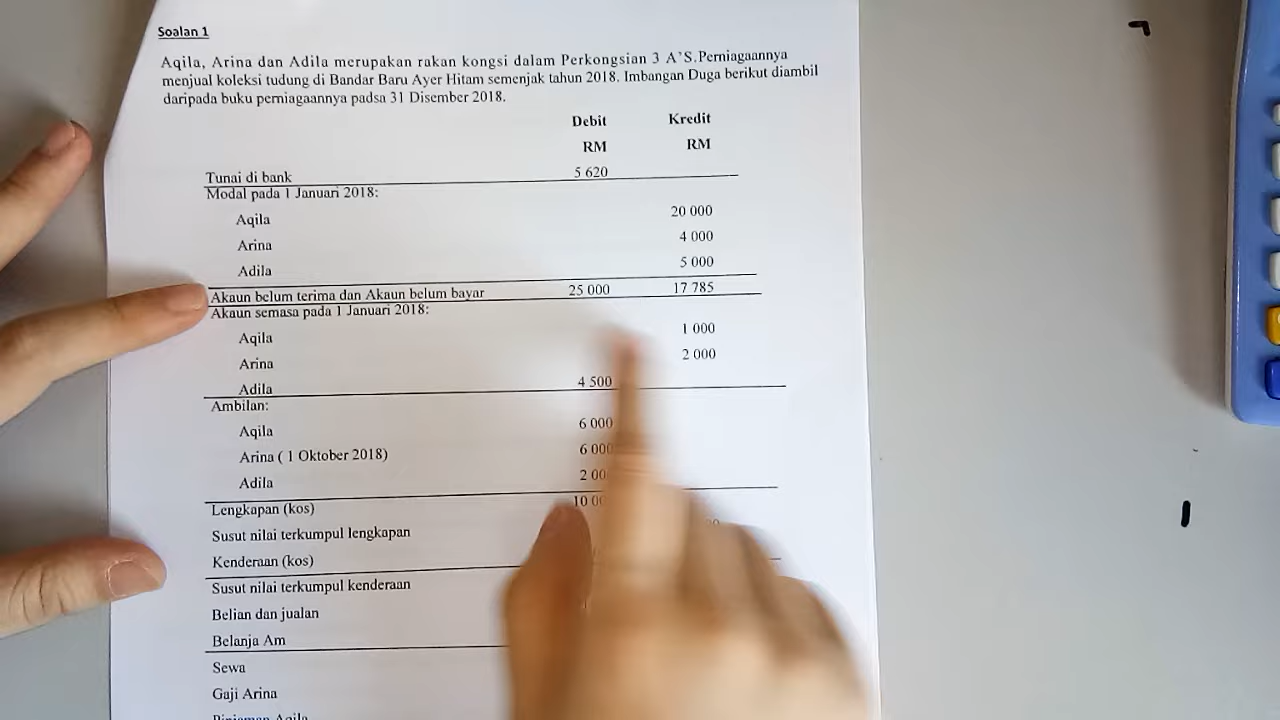 Soalan 1
Aqila, Arina dan Adila merupakan rakan kongsi dalam Perkongsian 3 A'S.Perniagaannya
menjual koleksi tudung di Bandar Baru Ayer Hitam semenjak tahun 2018. Imbangan Duga berikut diambil
daripada buku perniagaannya padsa 31 Disember 2018.
Debit Kredit
RM RM
Tunai di bank 5 620
Modal pada 1 Januari 2018:
Aqila 20 000
Arina 4 000
Adila 5 000
Akaun belum terima dan Akaun belum bayar 25 000 17 785
Akaun semasa pada 1 Januari 2018:
Aqila 1 000
Arina 2 000
Adila 4 500
Ambilan:
Aqila 6 000
Arina ( 1 Oktober 2018)
Adila
Lengkapan (kos)
Susut nilai terkumpul lengkapan
Kenderaan (kos)
Susut nilai terkumpul kenderaan
Belian dan jualan
Belanja Am
Sewa
Gaji Arina